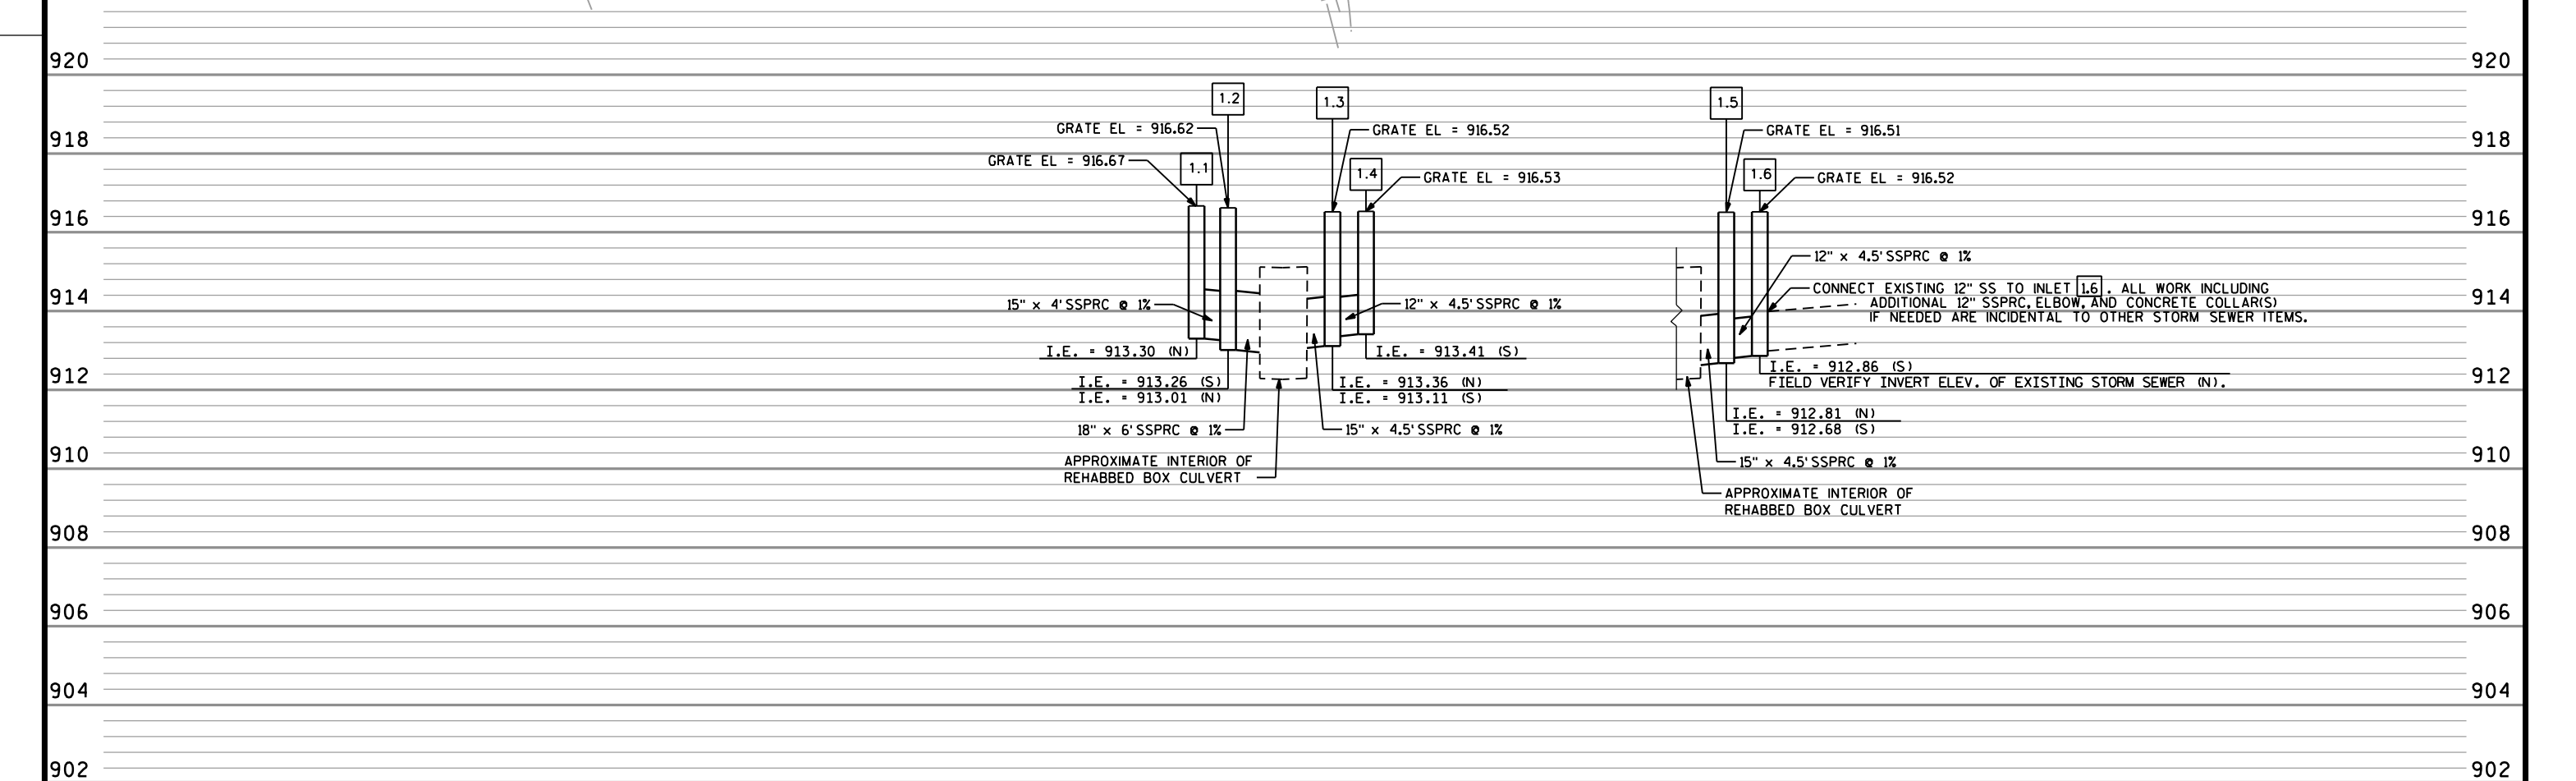 920
920
1.2
1.3
1.5
GRATE EL = 916.62
GRATE EL = 916.52
GRATE EL = 916.51
918
918
GRATE EL = 916.67
1.1
1.4
GRATE EL = 916.53
1.6
GRATE EL = 916.52
916
916
12" x 4.5' SSPRC @ 1%
CONNECT EXISTING 12" SS TO INLET 1.6 . ALL WORK INCLUDING
ADDITIONAL 12" SSPRC, ELBOW, AND CONCRETE COLLAR(S)
IF NEEDED ARE INCIDENTAL TO OTHER STORM SEWER ITEMS.
914
914
15" x 4' SSPRC @ 1%
12" x 4.5' SSPRC @ 1%
I.E. = 913.30 (N)
I.E. = 913.41 (S)
I.E. = 912.86 (S)
FIELD VERIFY INVERT ELEV. OF EXISTING STORM SEWER (N).
912
912
I.E. = 913.26 (S)
I.E. = 913.01 (N)
I.E. = 913.36 (N)
I.E. = 913.11 (S)
I.E. = 912.81 (N)
I.E. = 912.68 (S)
18" x 6' SSPRC @ 1%
15" x 4.5' SSPRC @ 1%
910
910
APPROXIMATE INTERIOR OF
REHABBED BOX CULVERT
15" x 4.5' SSPRC @ 1%
APPROXIMATE INTERIOR OF
REHABBED BOX CULVERT
908
908
906
906
904
904
902
902